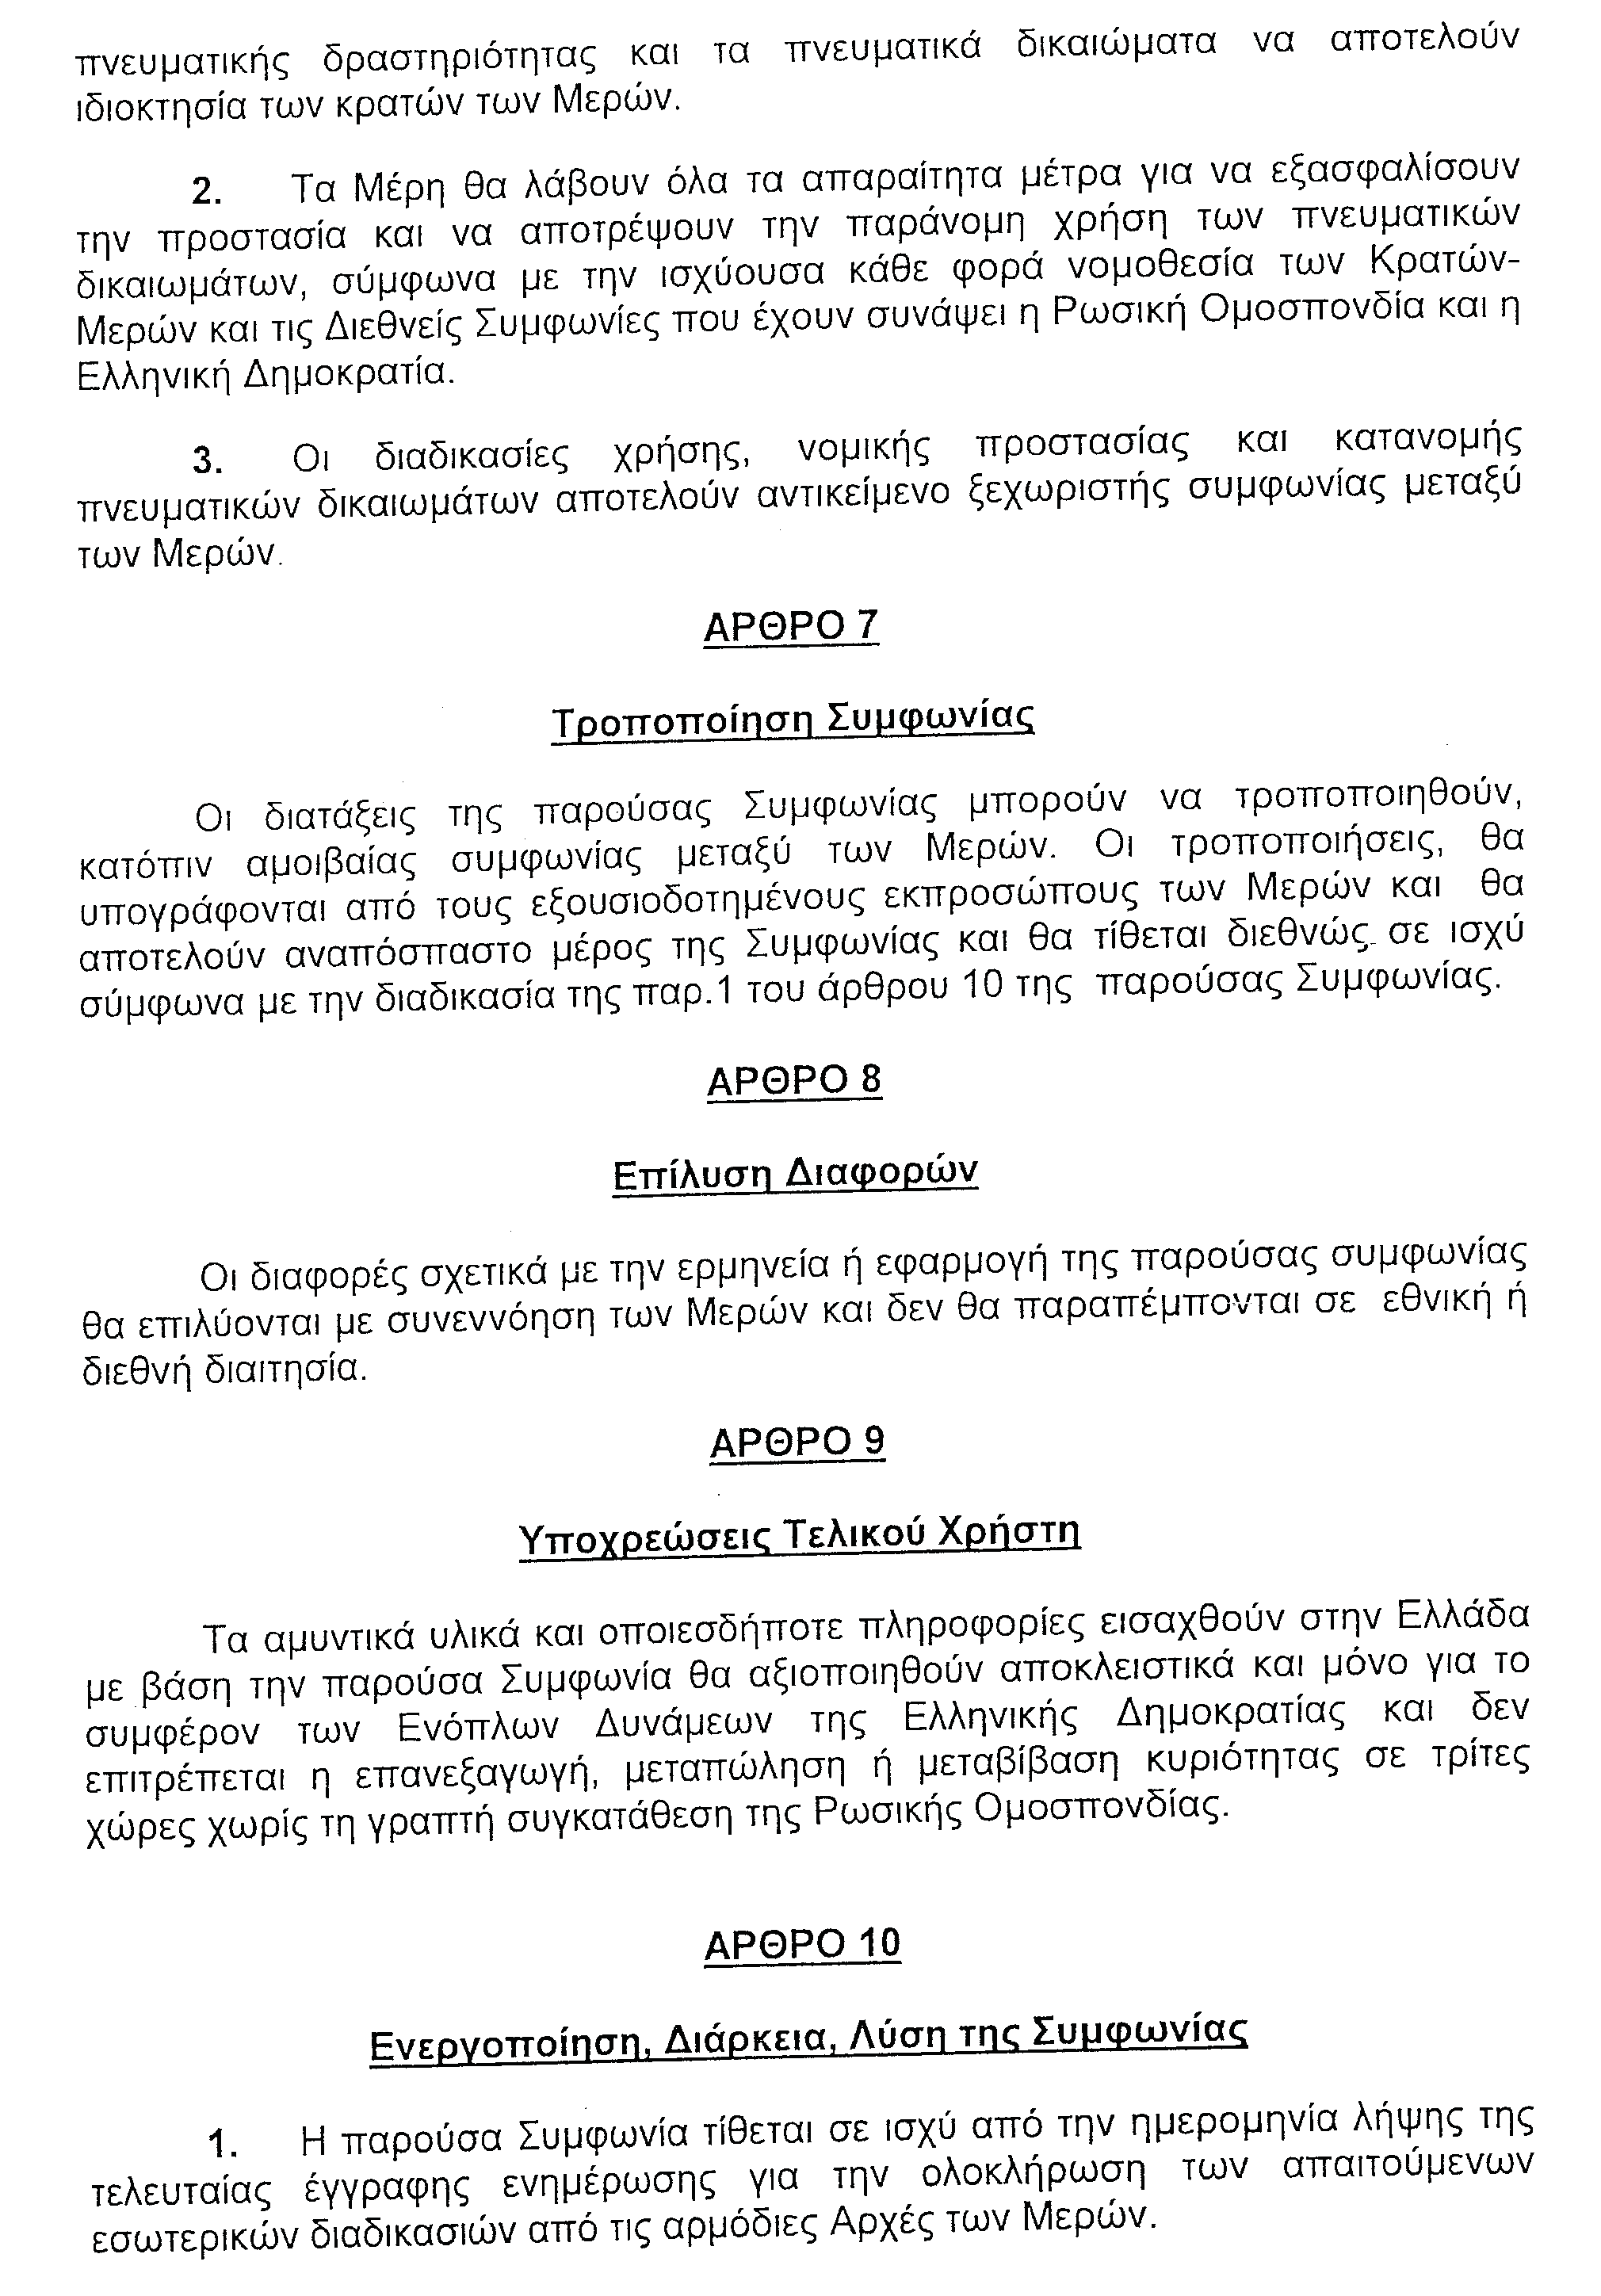 πνευματικής δραστηριότητας και τα πνευματικά δικαιώματα να αποτελούν
ιδιοκτησία των κρατών των Μερών.
2. Τα Μέρη θα λάβουν όλα τα απαραίτητα μέτρα για να εξασφαλίσουν
την προστασία και να αποτρέψουν την παράνομη χρήση των πνευματικών
δικαιωμάτων, σύμφωνα με την ισχύουσα κάθε φορά νομοθεσία των Κρατών-
Μερών και τις Διεθνείς Συμφωνίες που έχουν συνάψει η Ρωσική Ομοσπονδία και η
Ελληνική Δημοκρατία.
3. Οι διαδικασίες χρήσης, νομικής προστασίας και κατανομής
πνευματικών δικαιωμάτων αποτελούν αντικείμενο ξεχωριστής συμφωνίας μεταξύ
των Μερών.
ΑΡΘΡΟ 7
Τροποποίηση Συμφωνίας
Οι διατάξεις της παρούσας Συμφωνίας μπορούν να τροποποιηθούν,
κατόπιν αμοιβαίας συμφωνίας μεταξύ των Μερών. Οι τροποποιήσεις, θα
υπογράφονται από τους εξουσιοδοτημένους εκπροσώπους των Μερών και θα
αποτελούν αναπόσπαστο μέρος της Συμφωνίας και θα τίθεται διεθνώς σε ισχύ
σύμφωνα με την διαδικασία της παρ.1 του άρθρου 10 της παρούσας Συμφωνίας.
ΑΡΘΡΟ 8
Επίλυση Διαφορών
Οι διαφορές σχετικά με την ερμηνεία ή εφαρμογή της παρούσας συμφωνίας
θα επιλύονται με συνεννόηση των Μερών και δεν θα παραπέμπονται σε εθνική ή
διεθνή διαιτησία.
ΑΡΘΡΟ 9
Υποχρεώσεις Τελικού Χρήστη
Τα αμυντικά υλικά και οποιεσδήποτε πληροφορίες εισαχθούν στην Ελλάδα
με βάση την παρούσα Συμφωνία θα αξιοποιηθούν αποκλειστικά και μόνο για το
συμφέρον των Ενόπλων Δυνάμεων της Ελληνικής Δημοκρατίας και δεν
επιτρέπεται η επανεξαγωγή, μεταπώληση ή μεταβίβαση κυριότητας σε τρίτες
χώρες χωρίς τη γραπτή συγκατάθεση της Ρωσικής Ομοσπονδίας.
ΑΡΘΡΟ 10
Ενεργοποίηση, Διάρκεια, Λύση της Συμφωνίας
1. Η παρούσα Συμφωνία τίθεται σε ισχύ από την ημερομηνία λήψης της
τελευταίας έγγραφης ενημέρωσης για την ολοκλήρωση των απαιτούμενων
εσωτερικών διαδικασιών από τις αρμόδιες Αρχές των Μερών.